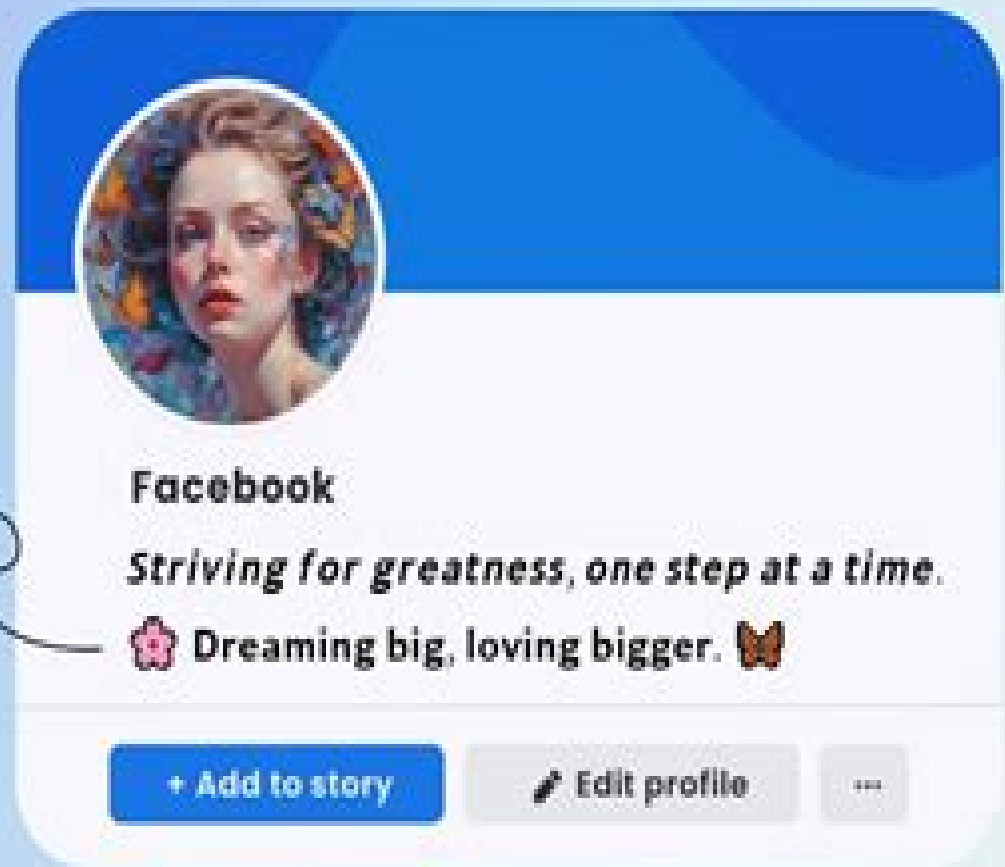 Facebook
Striving for greatness, one step at a time.
🌸 Dreaming big, loving bigger. 🦋
+ Add to story
Edit profile
...